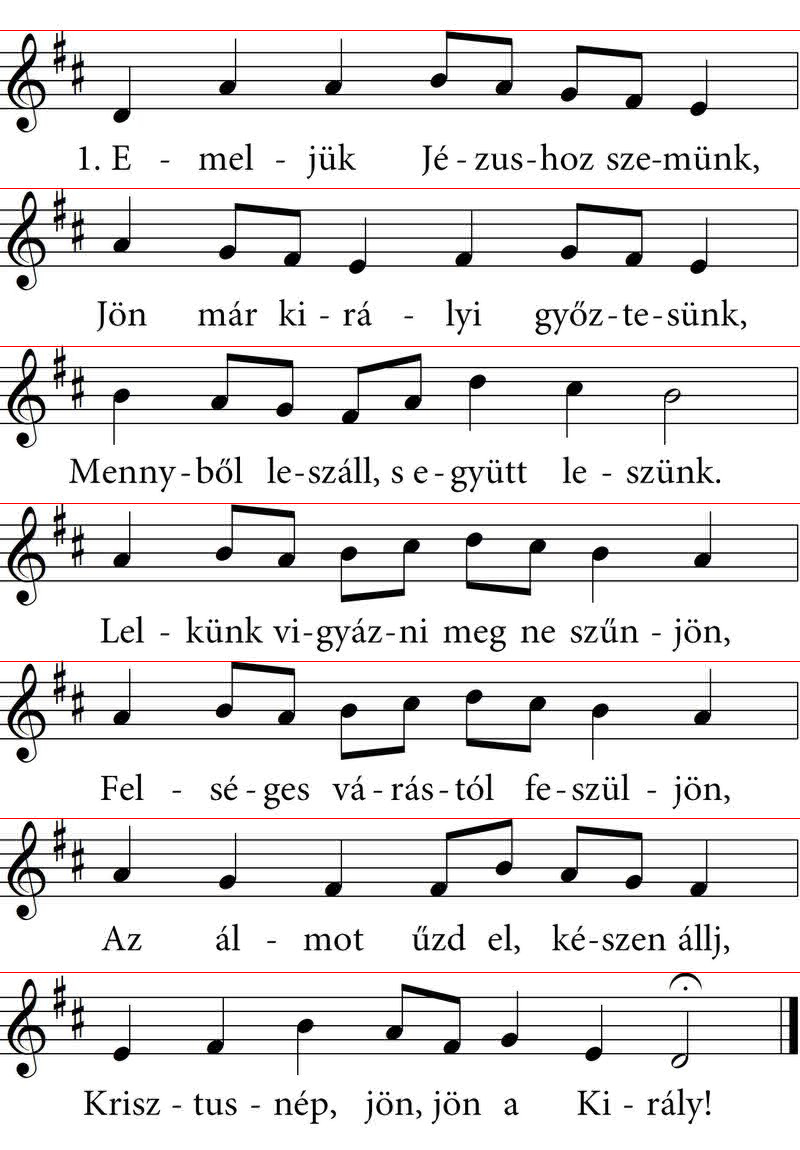 1. E - mel - jük Jé - zus - hoz sze - münk,
Jön már ki - rá - lyi győz - te - sünk,
Menny - ből le - száll, s e - gyütt le - szünk.
Lel - künk vi - gyáz - ni meg ne szűn - jön,
Fel - sé - ges vá - rás - tól fe - szül - jön,
Az ál - mot űzd el, ké - szen állj,
Krisz - tus - nép, jön, jön a Ki - rály!